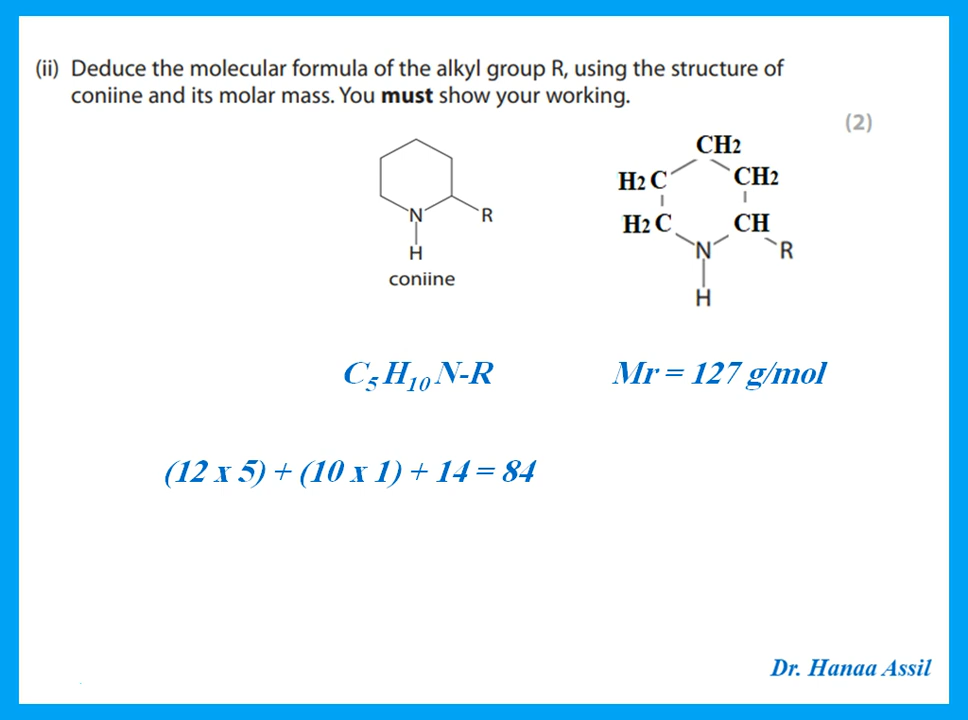 (ii) Deduce the molecular formula of the alkyl group R, using the structure of
coniine and its molar mass. You must show your working.
(2)
CH2
H2 C
CH2
H2 C
CH
N
R
H
N
R
H
coniine
C5 H10 N-R
Mr = 127 g/mol
(12 x 5) + (10 x 1) + 14 = 84
Dr. Hanaa Assil